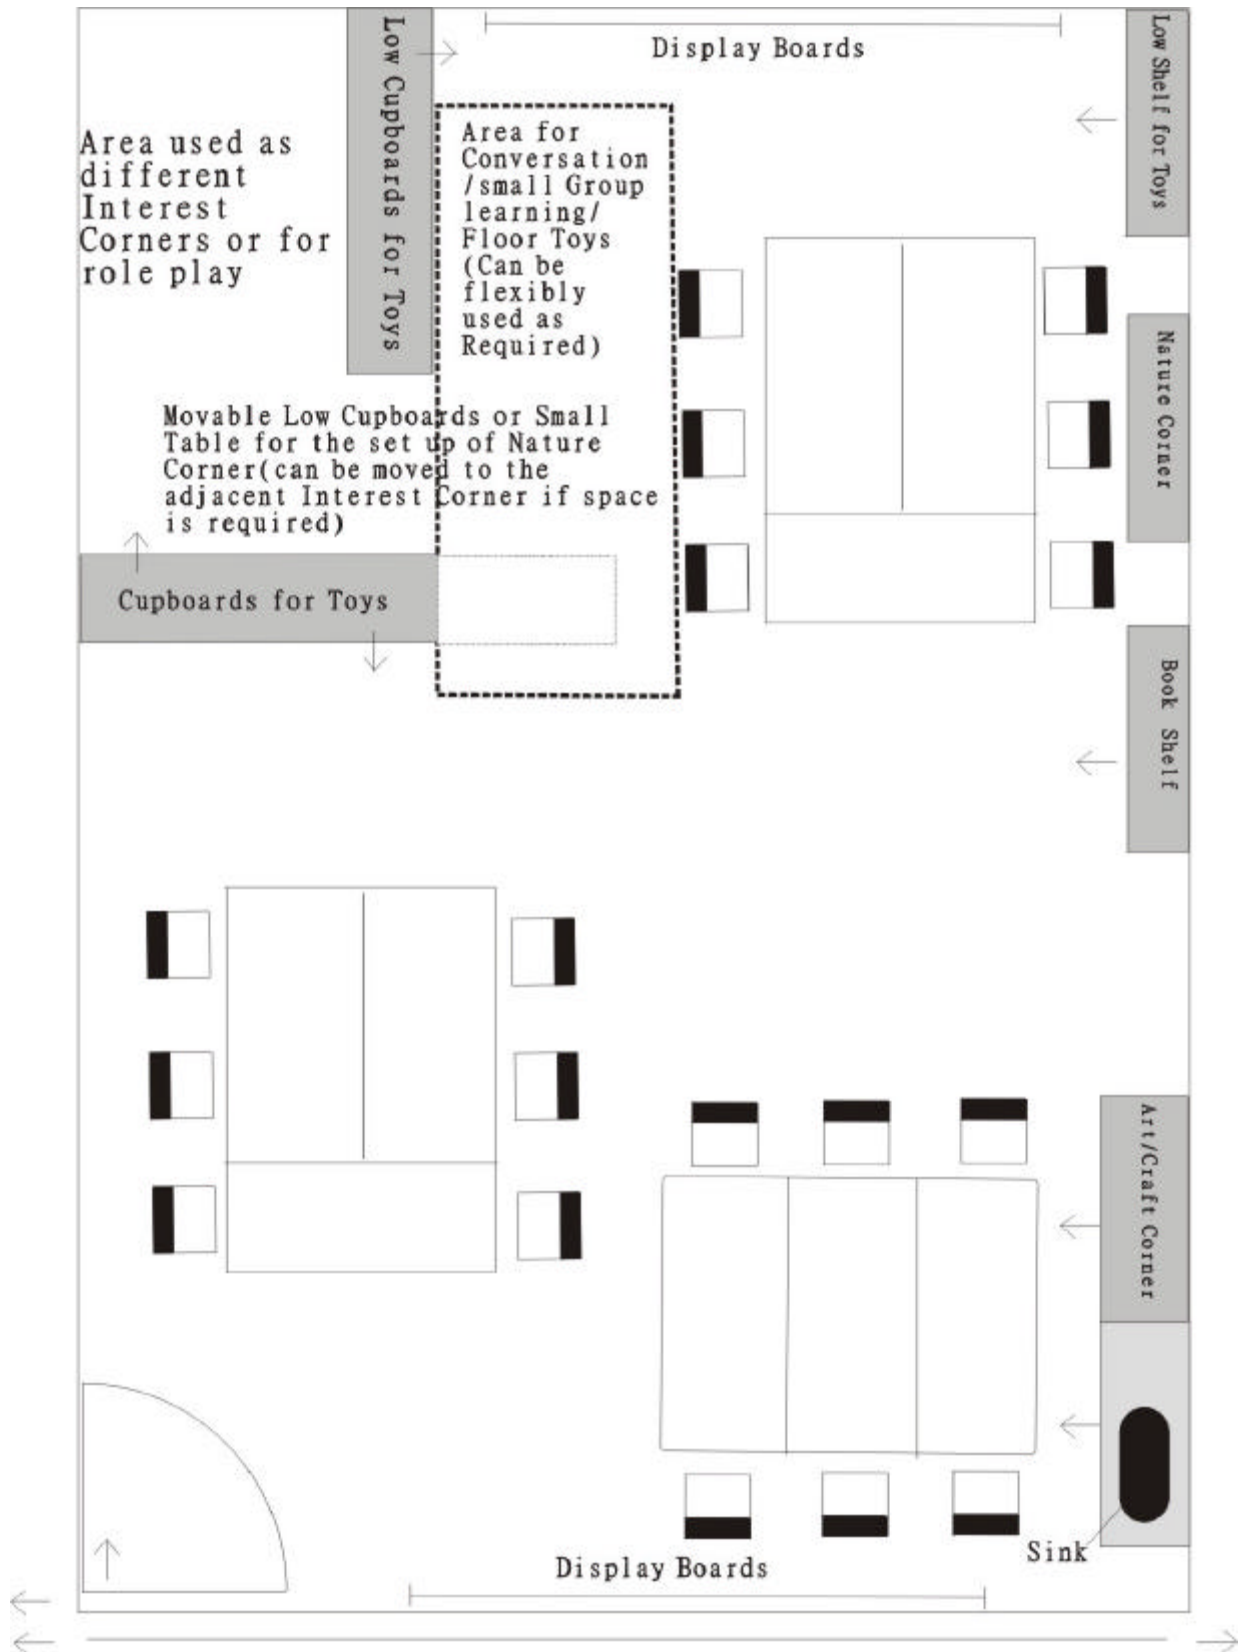 Low Cupboards for Toys
Display Boards
Low Shelf for Toys
Area used as
different
Interest
Corners or for
role play
Area for
Conversation
/small Group
learning/
Floor Toys
(Can be
flexibly
used as
Required)
Nature Corner
Movable Low Cupboards or Small
Table for the set up of Nature
Corner(can be moved to the
adjacent Interest Corner if space
is required)
Cupboards for Toys
Book Shelf
Art/Craft Corner
Sink
Display Boards